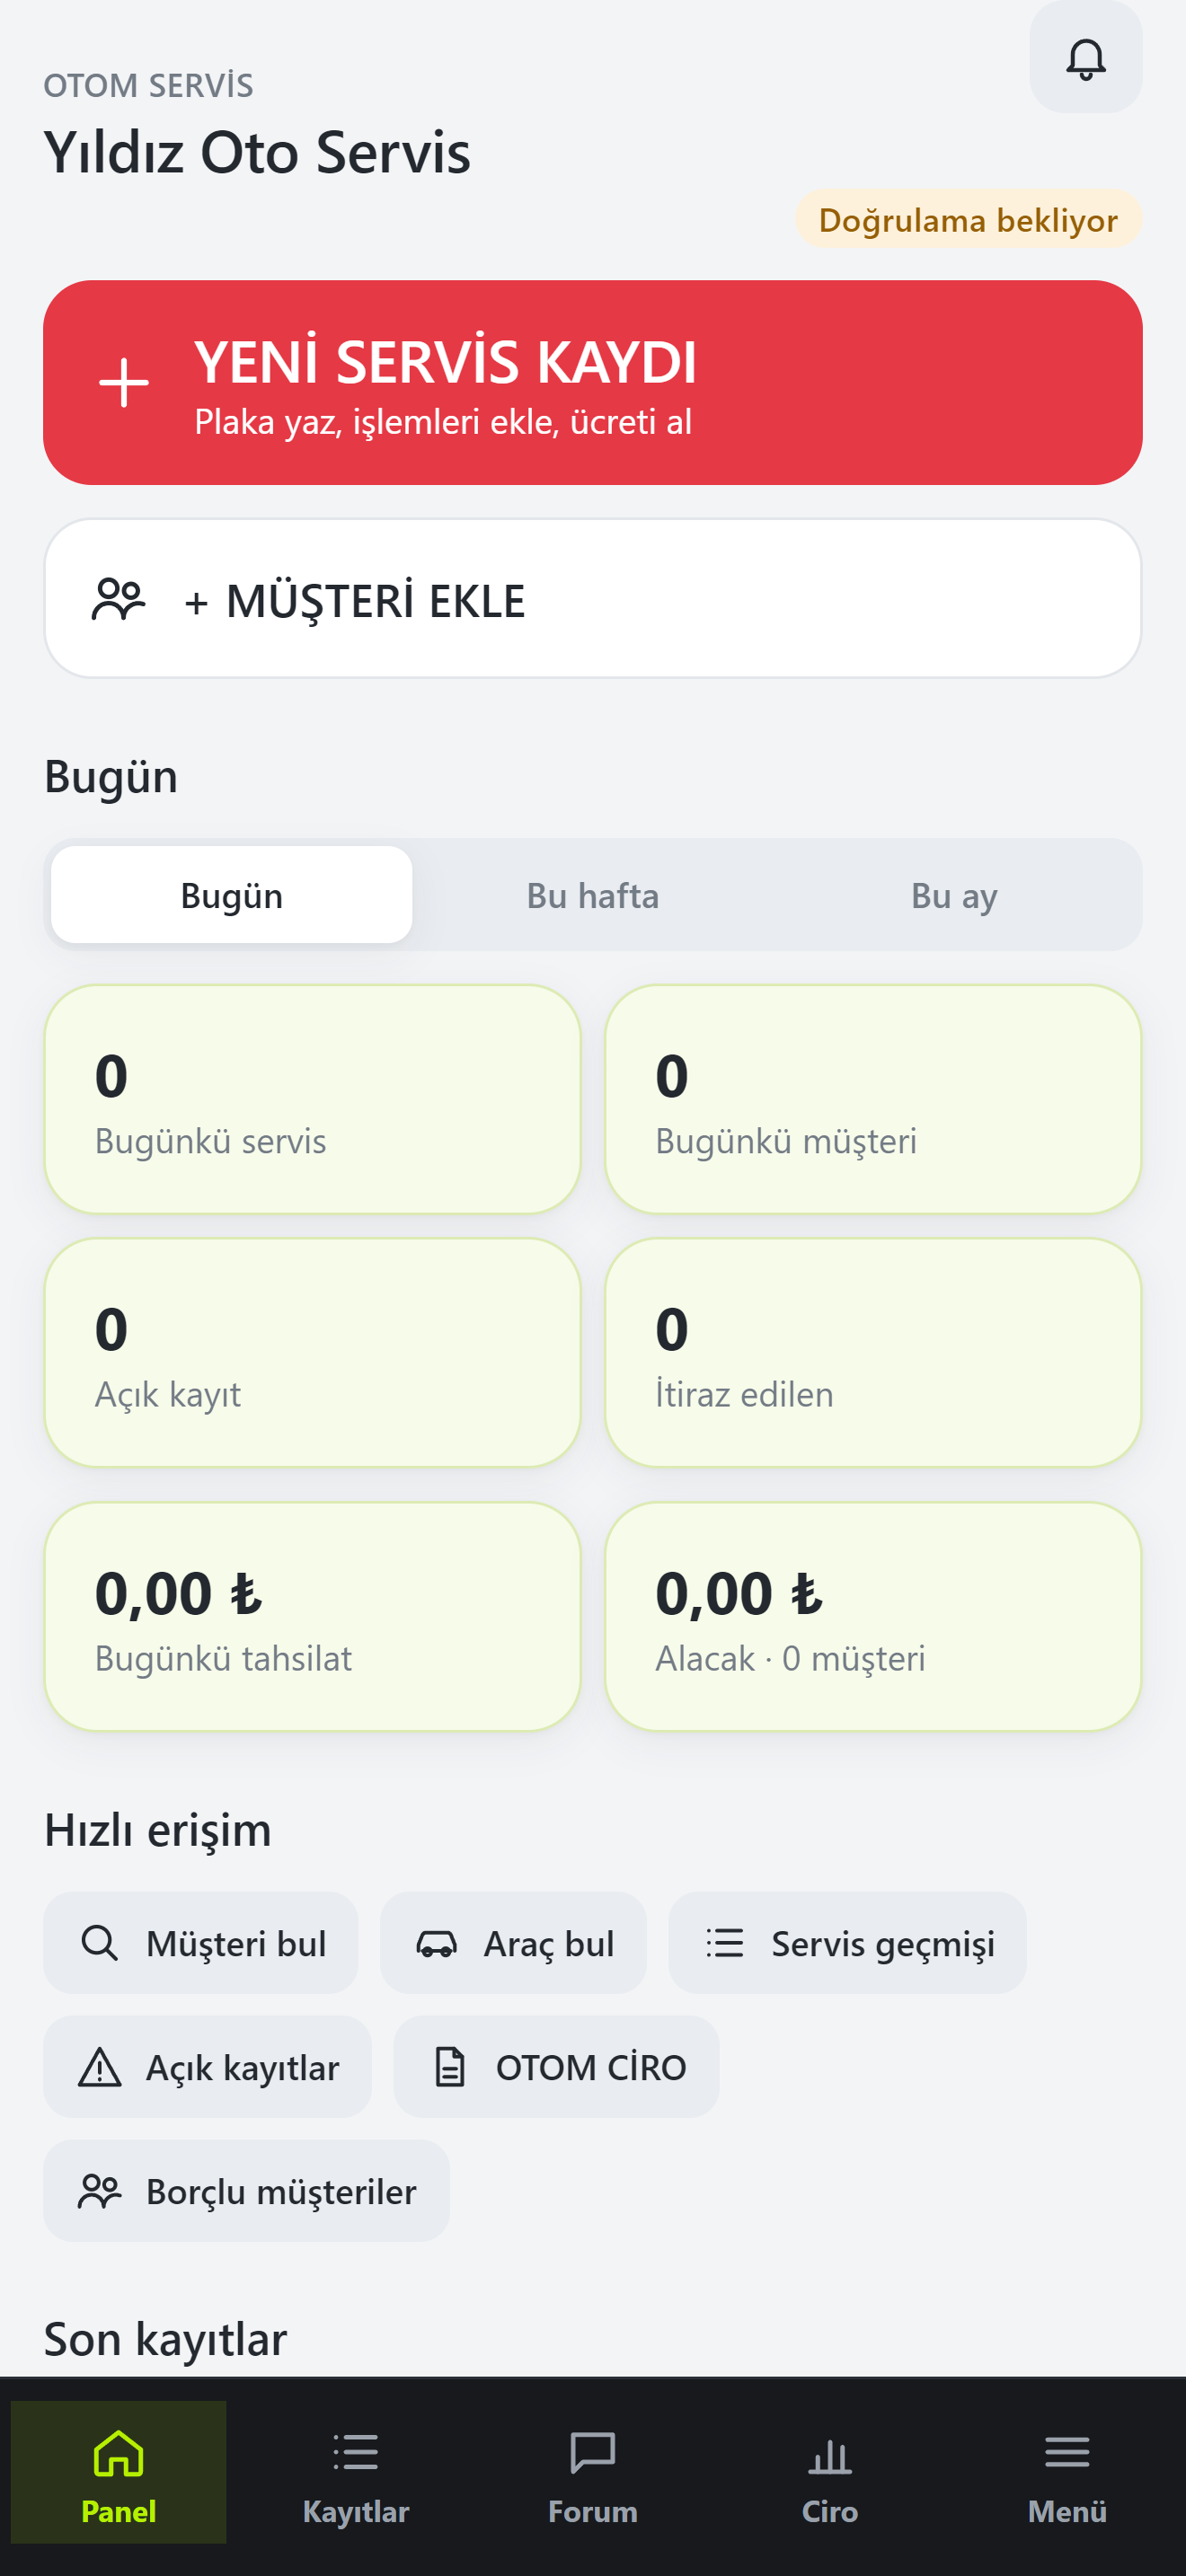 OTOM SERVİS
Yıldız Oto Servis
Doğrulama bekliyor
YENİ SERVİS KAYDI
Plaka yaz, işlemleri ekle, ücreti al
+ MÜŞTERİ EKLE
Bugün
Bugün Bu hafta Bu ay
0 0
Bugünkü servis Bugünkü müşteri
0 0
Açık kayıt İtiraz edilen
0,00 ₺ 0,00 ₺
Bugünkü tahsilat Alacak · 0 müşteri
Hızlı erişim
Müşteri bul Araç bul Servis geçmişi
Açık kayıtlar OTOM CİRO
Borçlu müşteriler
Son kayıtlar
Panel Kayıtlar Forum Ciro Menü